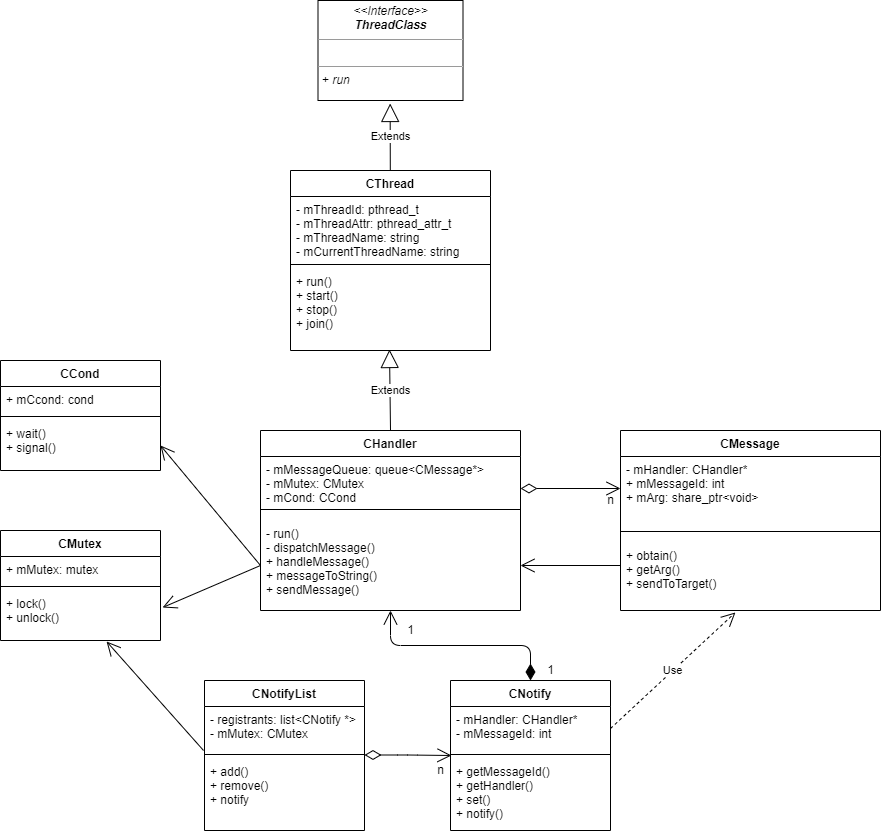 <<Interface>>
ThreadClass
+ run
Extends
CThread
- mThreadId: pthread_t
- mThreadAttr: pthread_attr_t
- mThreadName: string
- mCurrentThreadName: string
+ run()
+ start()
+ stop()
+ join()
Extends
CCond
+ mCcond: cond
+ wait()
+ signal()
CHandler
- mMessageQueue: queue<CMessage*>
- mMutex: CMutex
- mCond: CCond
- run()
- dispatchMessage()
+ handleMessage()
+ messageToString()
+ sendMessage()
n
CMessage
- mHandler: CHandler*
+ mMessageId: int
+ mArg: share_ptr<void>
+ obtain()
+ getArg()
+ sendToTarget()
CMutex
+ mMutex: mutex
+ lock()
+ unlock()
1
1
Use
CNotifyList
- registrants: list<CNotify *>
- mMutex: CMutex
+ add()
+ remove()
+ notify
n
CNotify
- mHandler: CHandler*
- mMessageId: int
+ getMessageId()
+ getHandler()
+ set()
+ notify()